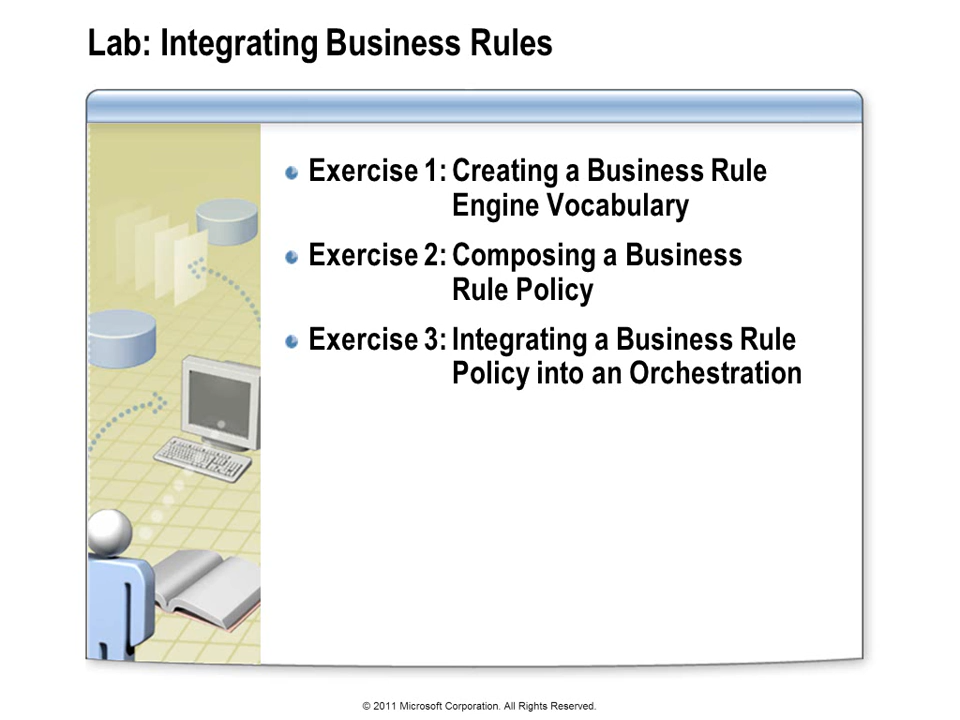 Lab: Integrating Business Rules
Exercise 1: Creating a Business Rule
Engine Vocabulary
Exercise 2: Composing a Business
Rule Policy
Exercise 3: Integrating a Business Rule
Policy into an Orchestration
© 2011 Microsoft Corporation. All Rights Reserved.